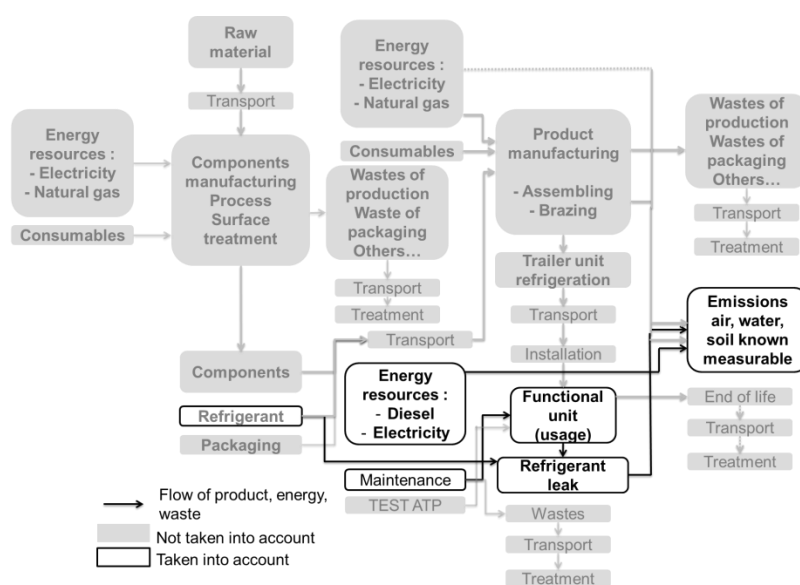 Raw
material
Transport
Energy
resources :
- Electricity
- Natural gas
Consumables
Components
manufacturing
Process
Surface
treatment
Wastes of
production
Waste of
packaging
Others…
Transport
Treatment
Energy
resources :
- Electricity
- Natural gas
Consumables
Product
manufacturing
- Assembling
- Brazing
Wastes of
production
Wastes of
packaging
Others…
Transport
Treatment
Trailer unit
refrigeration
Transport
Installation
Transport
Components
Refrigerant
Packaging
Energy
resources :
- Diesel
- Electricity
Functional
unit
(usage)
Emissions
air, water,
soil known
measurable
End of life
Transport
Treatment
Maintenance
TEST ATP
Refrigerant
leak
Wastes
Transport
Treatment
Flow of product, energy,
waste
Not taken into account
Taken into account